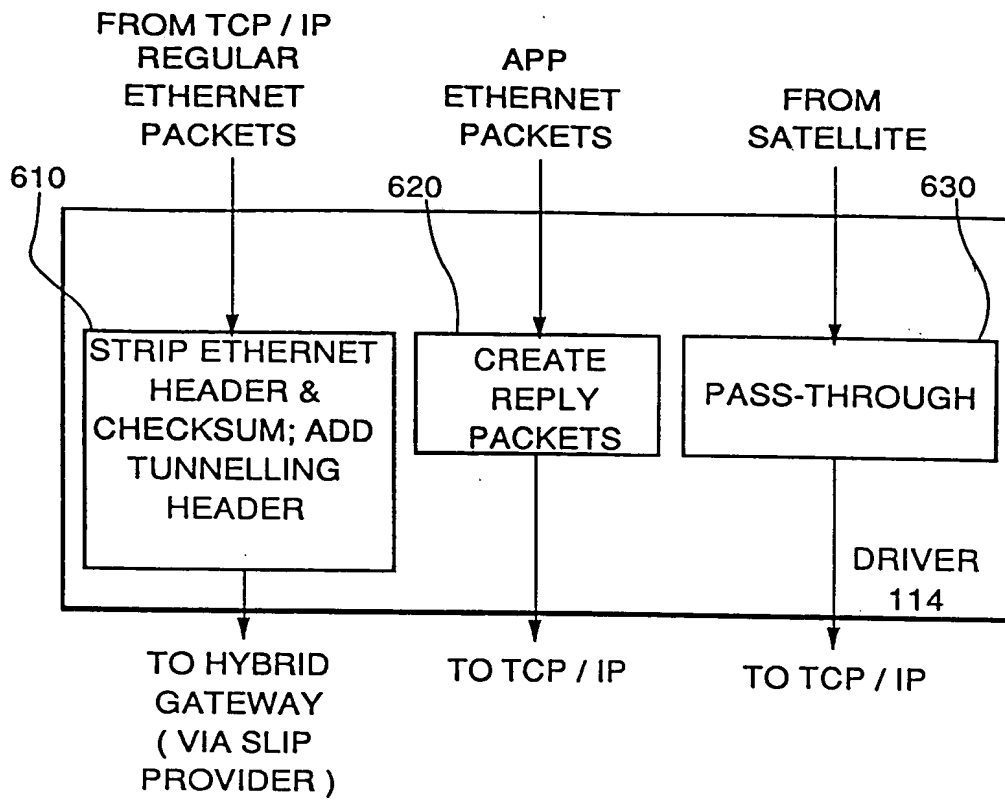 FROM TCP / IP
REGULAR
ETHERNET
PACKETS
APP
ETHERNET
PACKETS
FROM
SATELLITE
610
620
630
STRIP ETHERNET
HEADER &
CHECKSUM; ADD
TUNNELLING
HEADER
CREATE
REPLY
PACKETS
PASS-THROUGH
DRIVER
114
TO HYBRID
GATEWAY
( VIA SLIP
PROVIDER )
TO TCP / IP
TO TCP / IP